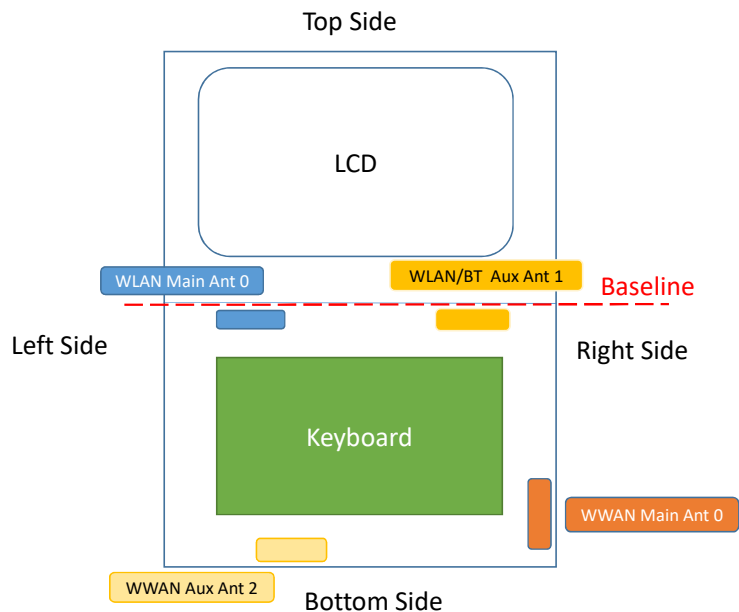 Top Side
LCD
WLAN Main Ant 0
WLAN/BT Aux Ant 1
Baseline
Left Side
Right Side
Keyboard
WWAN Main Ant 0
WWAN Aux Ant 2
Bottom Side